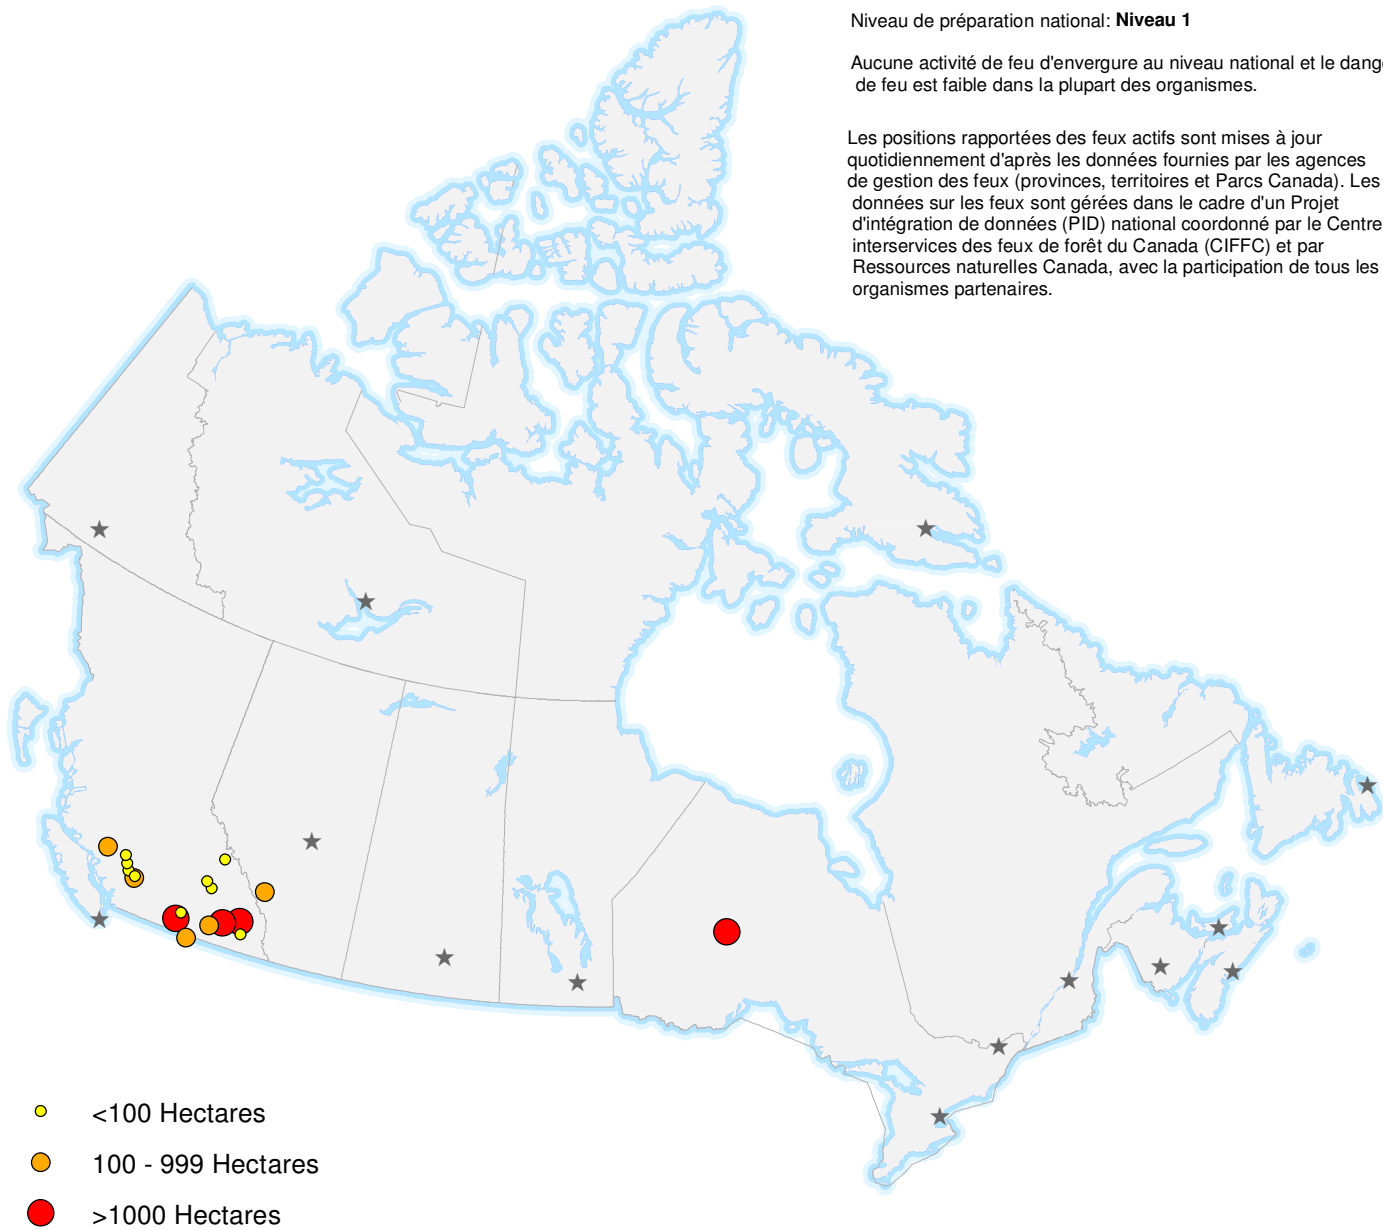 Niveau de préparation national: Niveau 1
Aucune activité de feu d'envergure au niveau national et le dang
de feu est faible dans la plupart des organismes.
Les positions rapportées des feux actifs sont mises à jour
quotidiennement d'après les données fournies par les agences
de gestion des feux (provinces, territoires et Parcs Canada). Les
données sur les feux sont gérées dans le cadre d'un Projet
d'intégration de données (PID) national coordonné par le Centre
interservices des feux de forêt du Canada (CIFFC) et par
Ressources naturelles Canada, avec la participation de tous les
organismes partenaires.
<100 Hectares
100 - 999 Hectares
>1000 Hectares